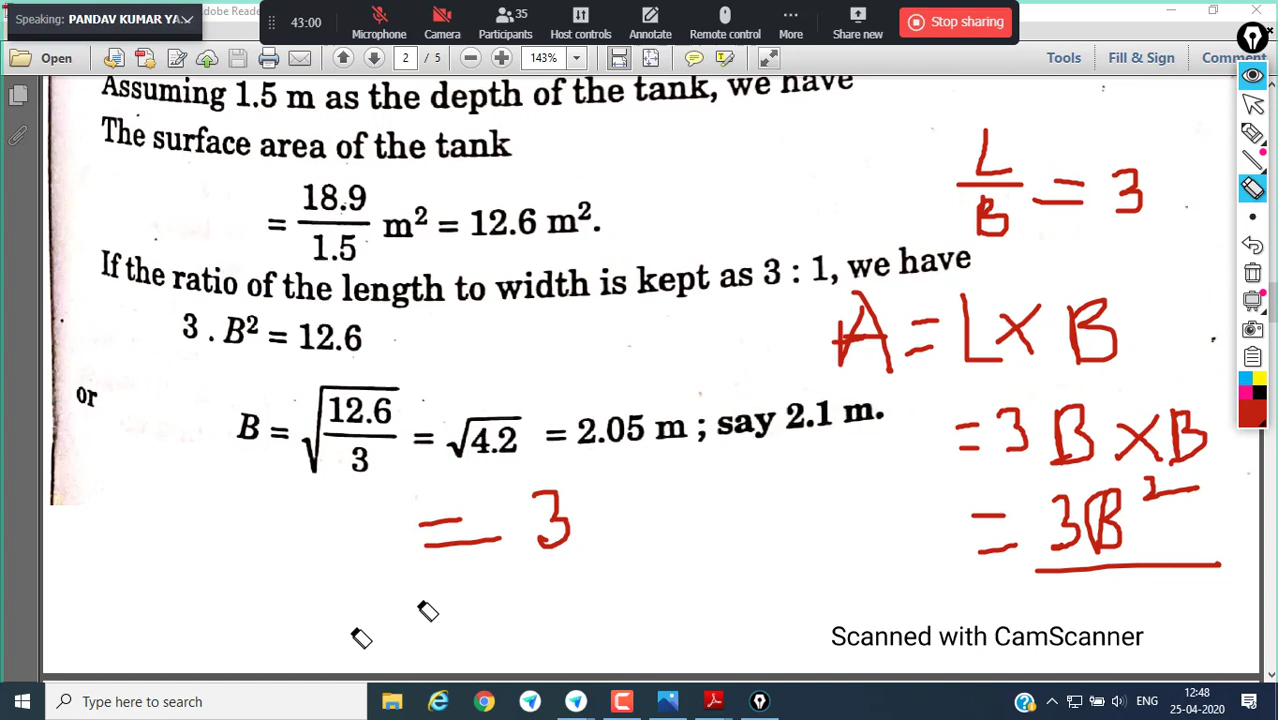 Speaking: PANDAV KUMAR YA...
43:00
35
Microphone Camera Participants Host controls Annotate Remote control More Share new Stop sharing
Adobe Reader
Open 2 / 5 143% Tools Fill & Sign Comment
Assuming 1.5 m as the depth of the tank, we have
The surface area of the tank
= 18.9/1.5 m² = 12.6 m².
L/B = 3
If the ratio of the length to width is kept as 3 : 1, we have
3 . B² = 12.6
A = L × B
or
B = √(12.6/3) = √4.2 = 2.05 m ; say 2.1 m.
= 3 B × B
= 3
= 3B²
Scanned with CamScanner
Type here to search
ENG
12:48
25-04-2020